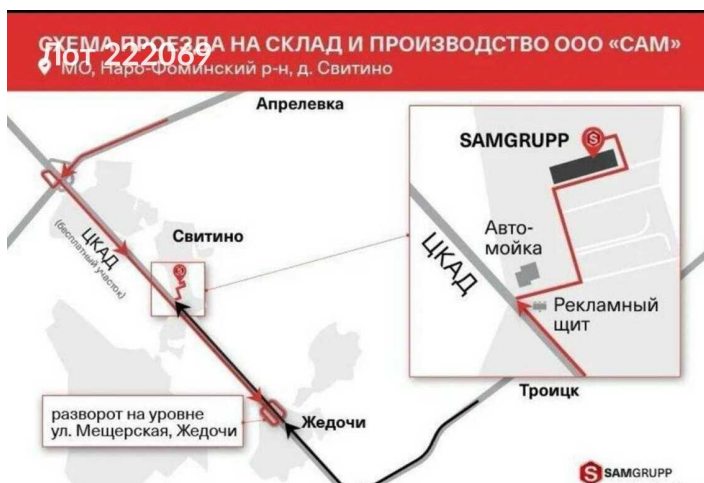 СХЕМА ПРОЕЗДА НА СКЛАД И ПРОИЗВОДСТВО ООО «САМ»
Лот 222069
МО, Наро-Фоминский р-н, д. Свитино
Апрелевка
SAMGRUPP
S
Авто-
мойка
ЦКАД
Рекламный
щит
ЦКАД
(бесплатный участок)
Свитино
Троицк
разворот на уровне
ул. Мещерская, Жедочи
Жедочи
S SAMGRUPP